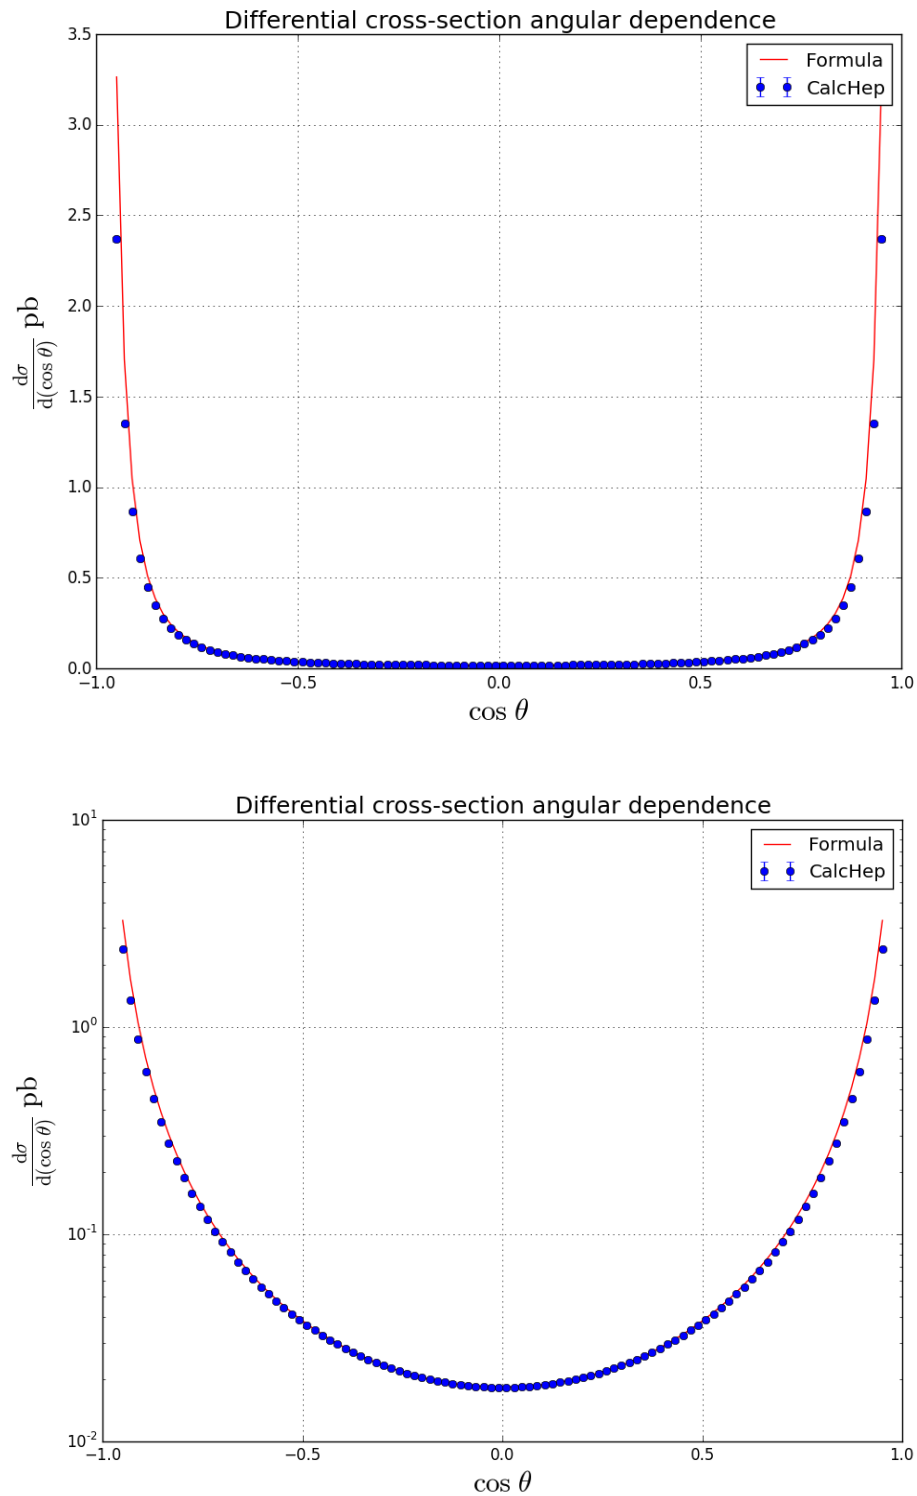 Differential cross-section angular dependence
3.5
Formula
CalcHep
3.0
2.5
2.0
dσ
d(cos θ) pb
1.5
1.0
0.5
0.0
−1.0 −0.5 0.0 0.5 1.0
cos θ
Differential cross-section angular dependence
10^1
Formula
CalcHep
10^0
dσ
d(cos θ) pb
10^-1
10^-2
−1.0 −0.5 0.0 0.5 1.0
cos θ